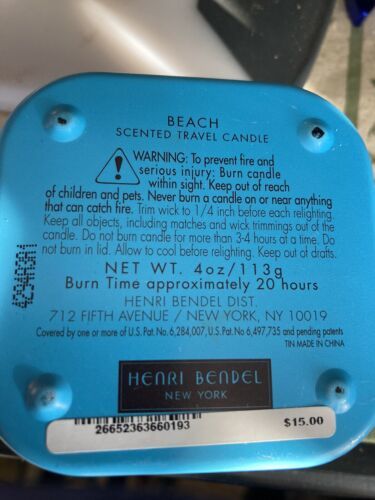 BEACH
SCENTED TRAVEL CANDLE
WARNING: To prevent fire and
serious injury; Burn candle
within sight. Keep out of reach
of children and pets. Never burn a candle on or near anything
that can catch fire. Trim wick to 1/4 inch before each relighting.
Keep all objects, including matches and wick trimmings out of the
candle. Do not burn candle for more than 3-4 hours at a time. Do
not burn in lid. Allow to cool before relighting. Keep out of drafts.
NET WT. 4oz/113g
Burn Time approximately 20 hours
HENRI BENDEL DIST.
712 FIFTH AVENUE / NEW YORK, NY 10019
Covered by one or more of U.S. Pat. No. 6,284,007, U.S. Pat. No 6,497,735 and pending patents
TIN MADE IN CHINA
HENRI BENDEL
NEW YORK
26652363660193
$15.00